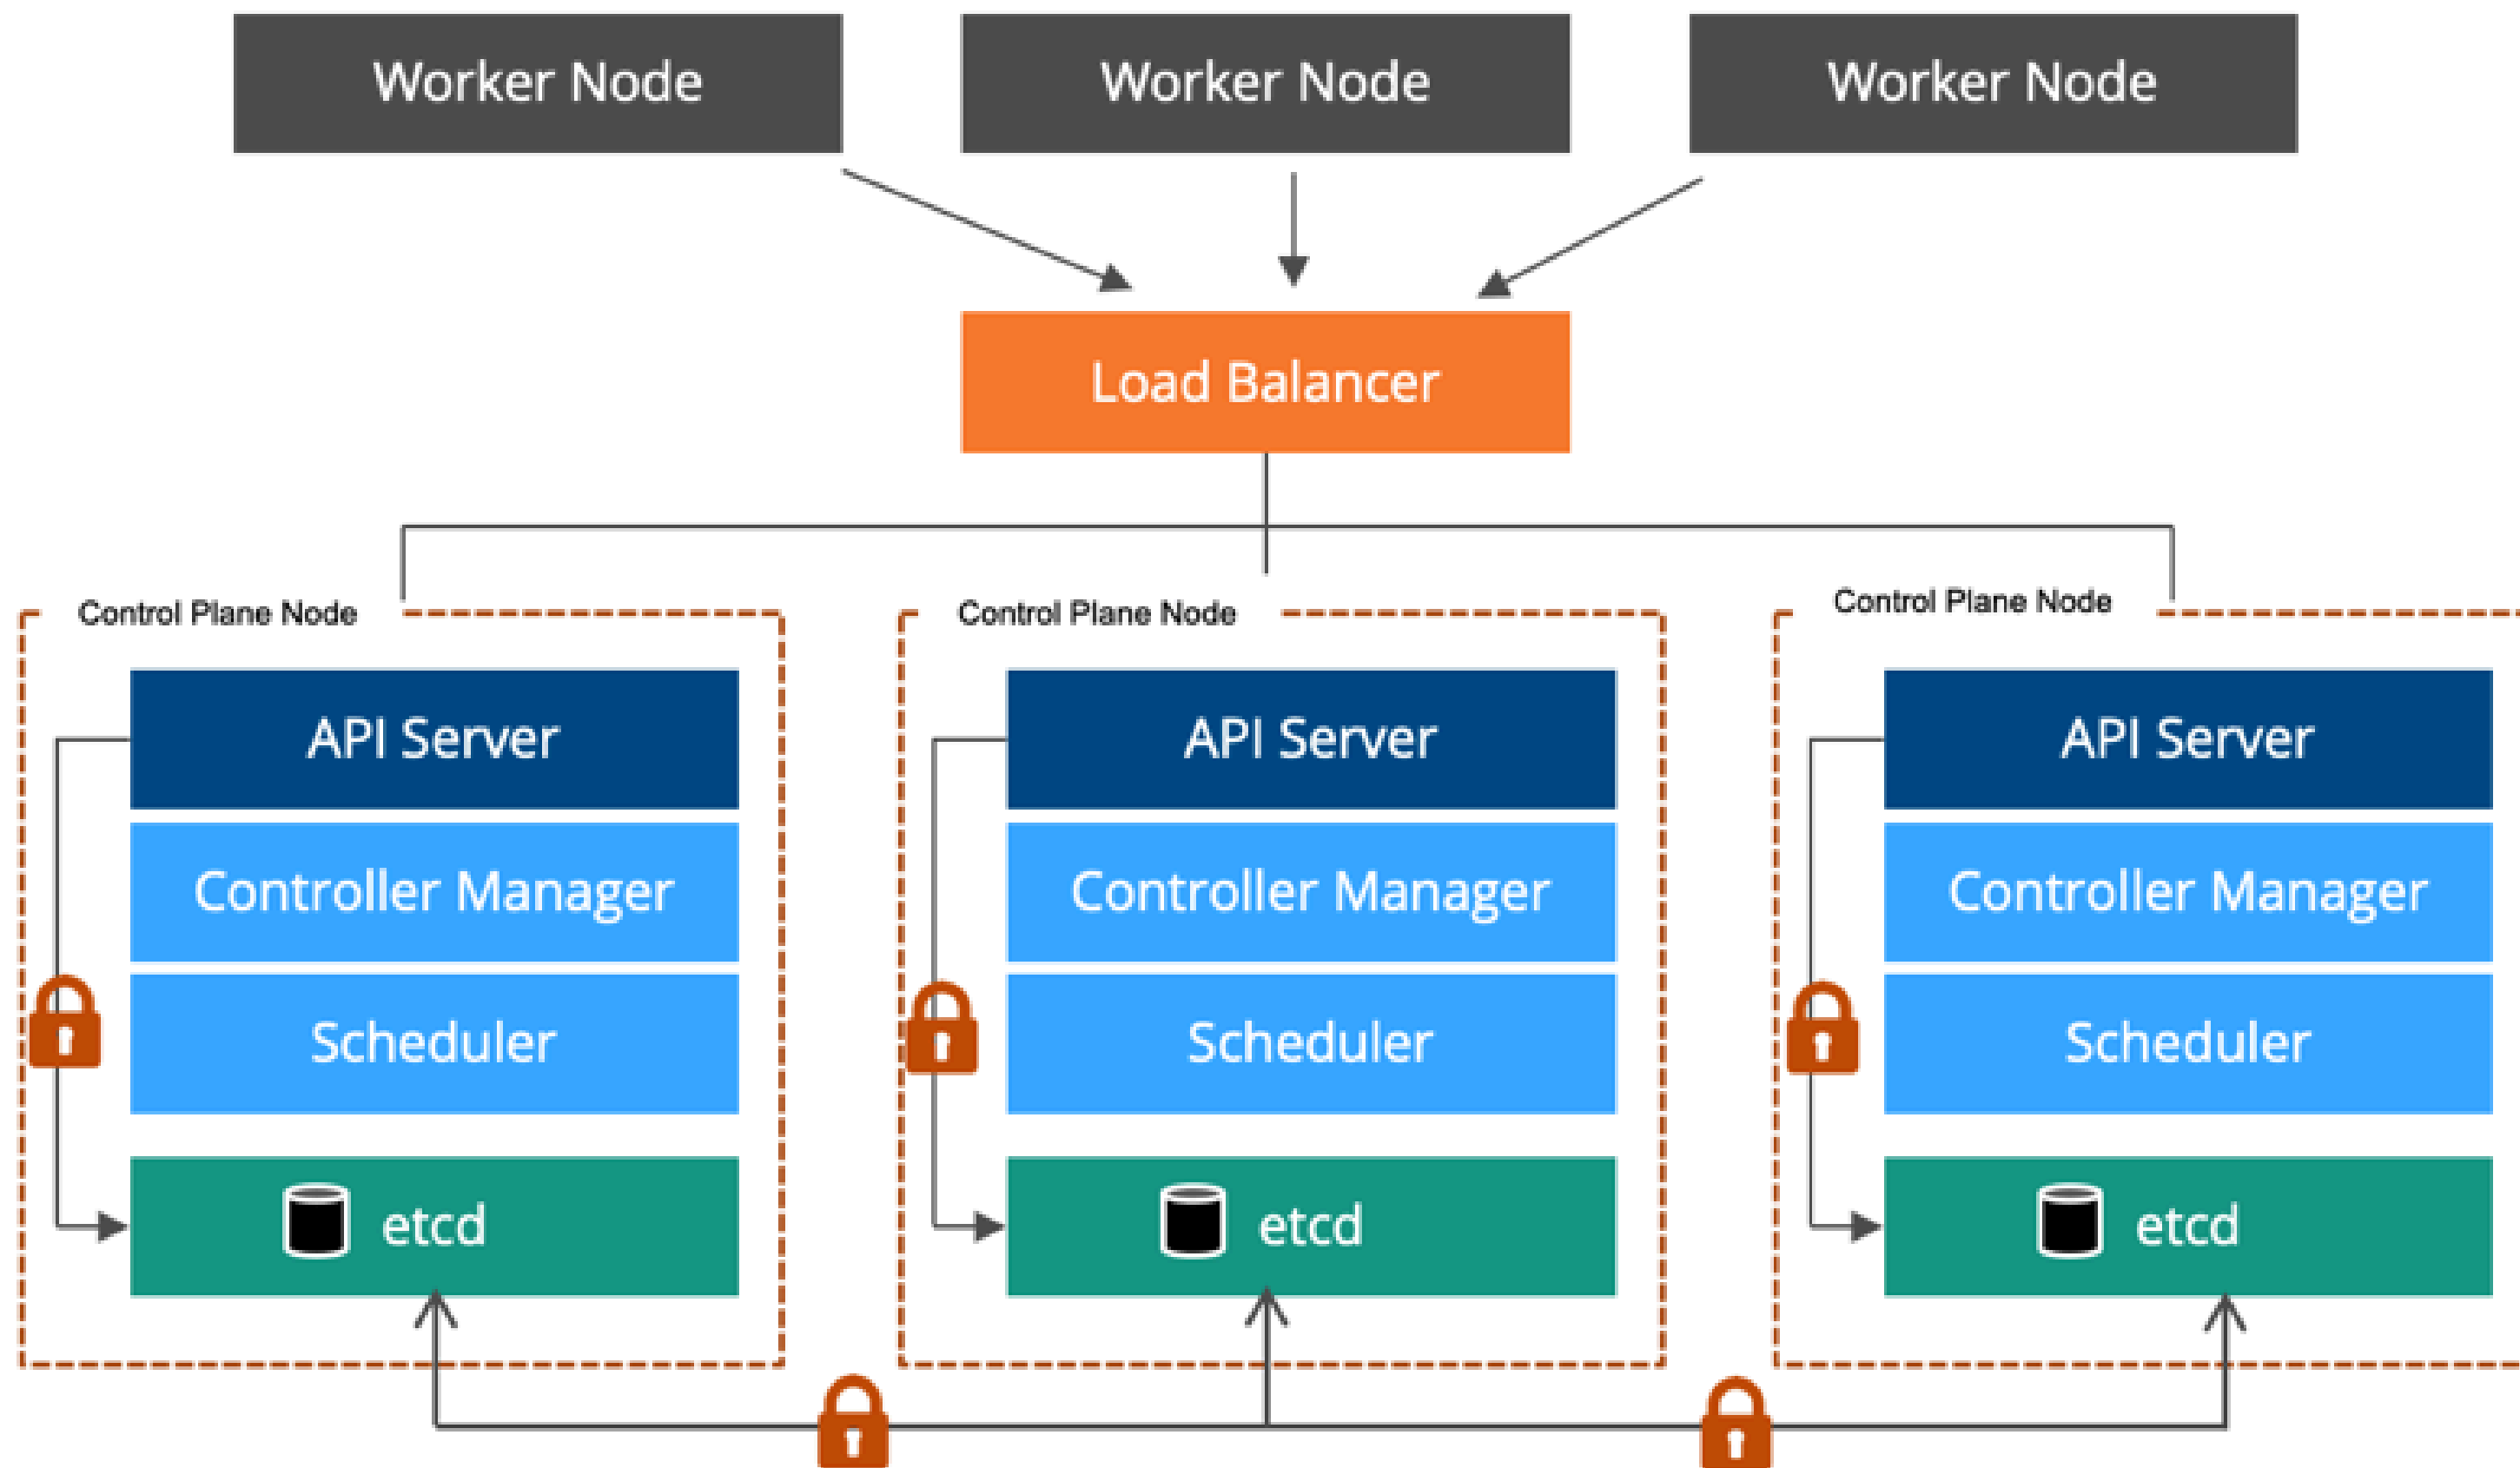 Worker Node
Worker Node
Worker Node
Load Balancer
Control Plane Node
Control Plane Node
Control Plane Node
API Server
API Server
API Server
Controller Manager
Controller Manager
Controller Manager
Scheduler
Scheduler
Scheduler
etcd
etcd
etcd